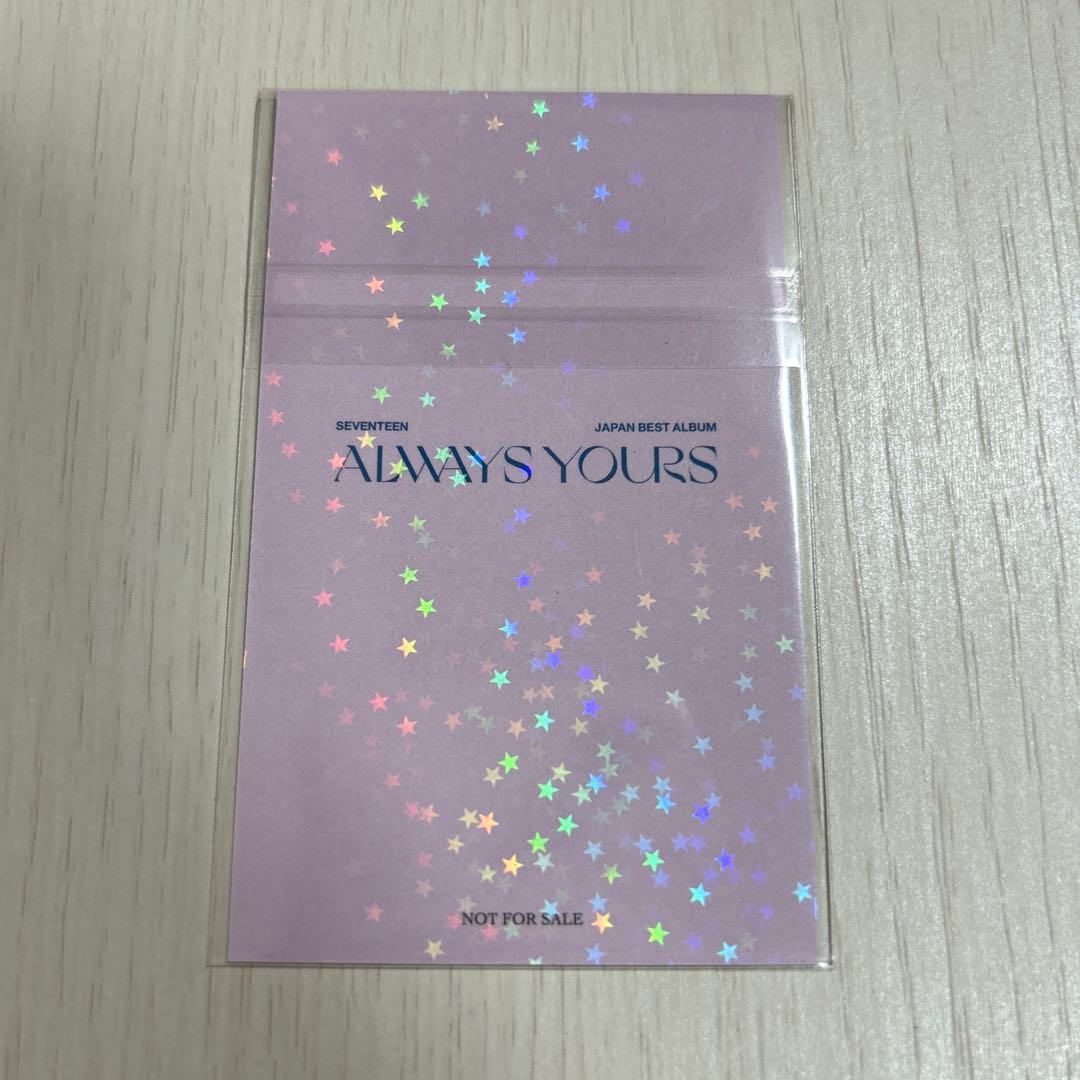 SEVENTEEN JAPAN BEST ALBUM
ALWAYS YOURS
NOT FOR SALE